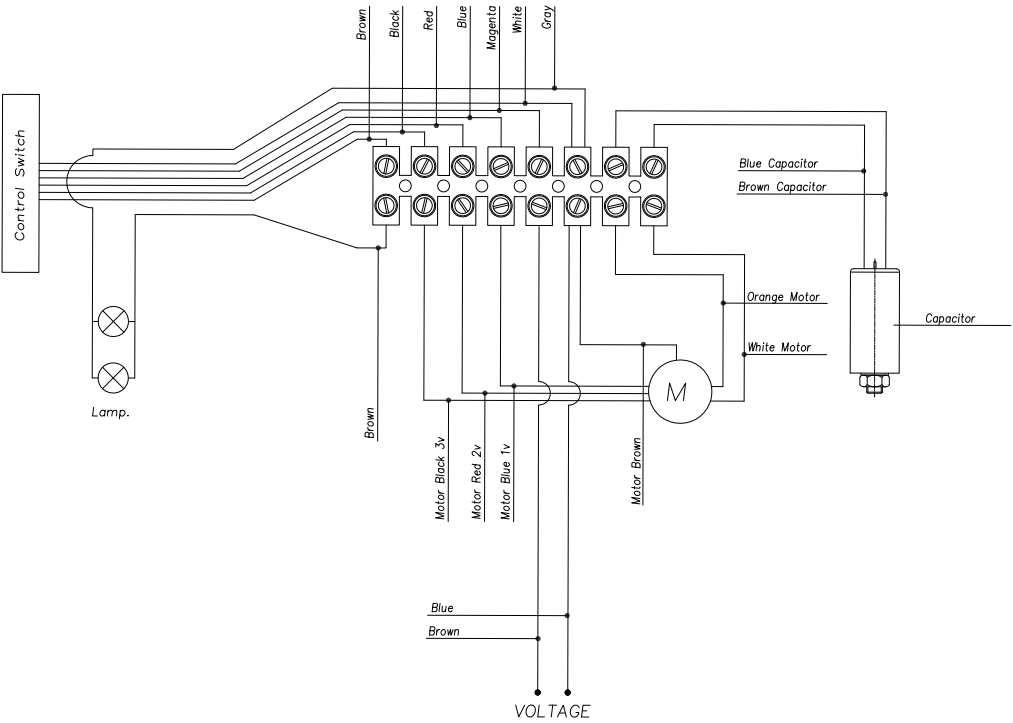 Brown
Black
Red
Blue
Magenta
White
Gray
Control Switch
Blue Capacitor
Brown Capacitor
Orange Motor
Capacitor
White Motor
Lamp.
Brown
M
Motor Black 3v
Motor Red 2v
Motor Blue 1v
Motor Brown
Blue
Brown
VOLTAGE